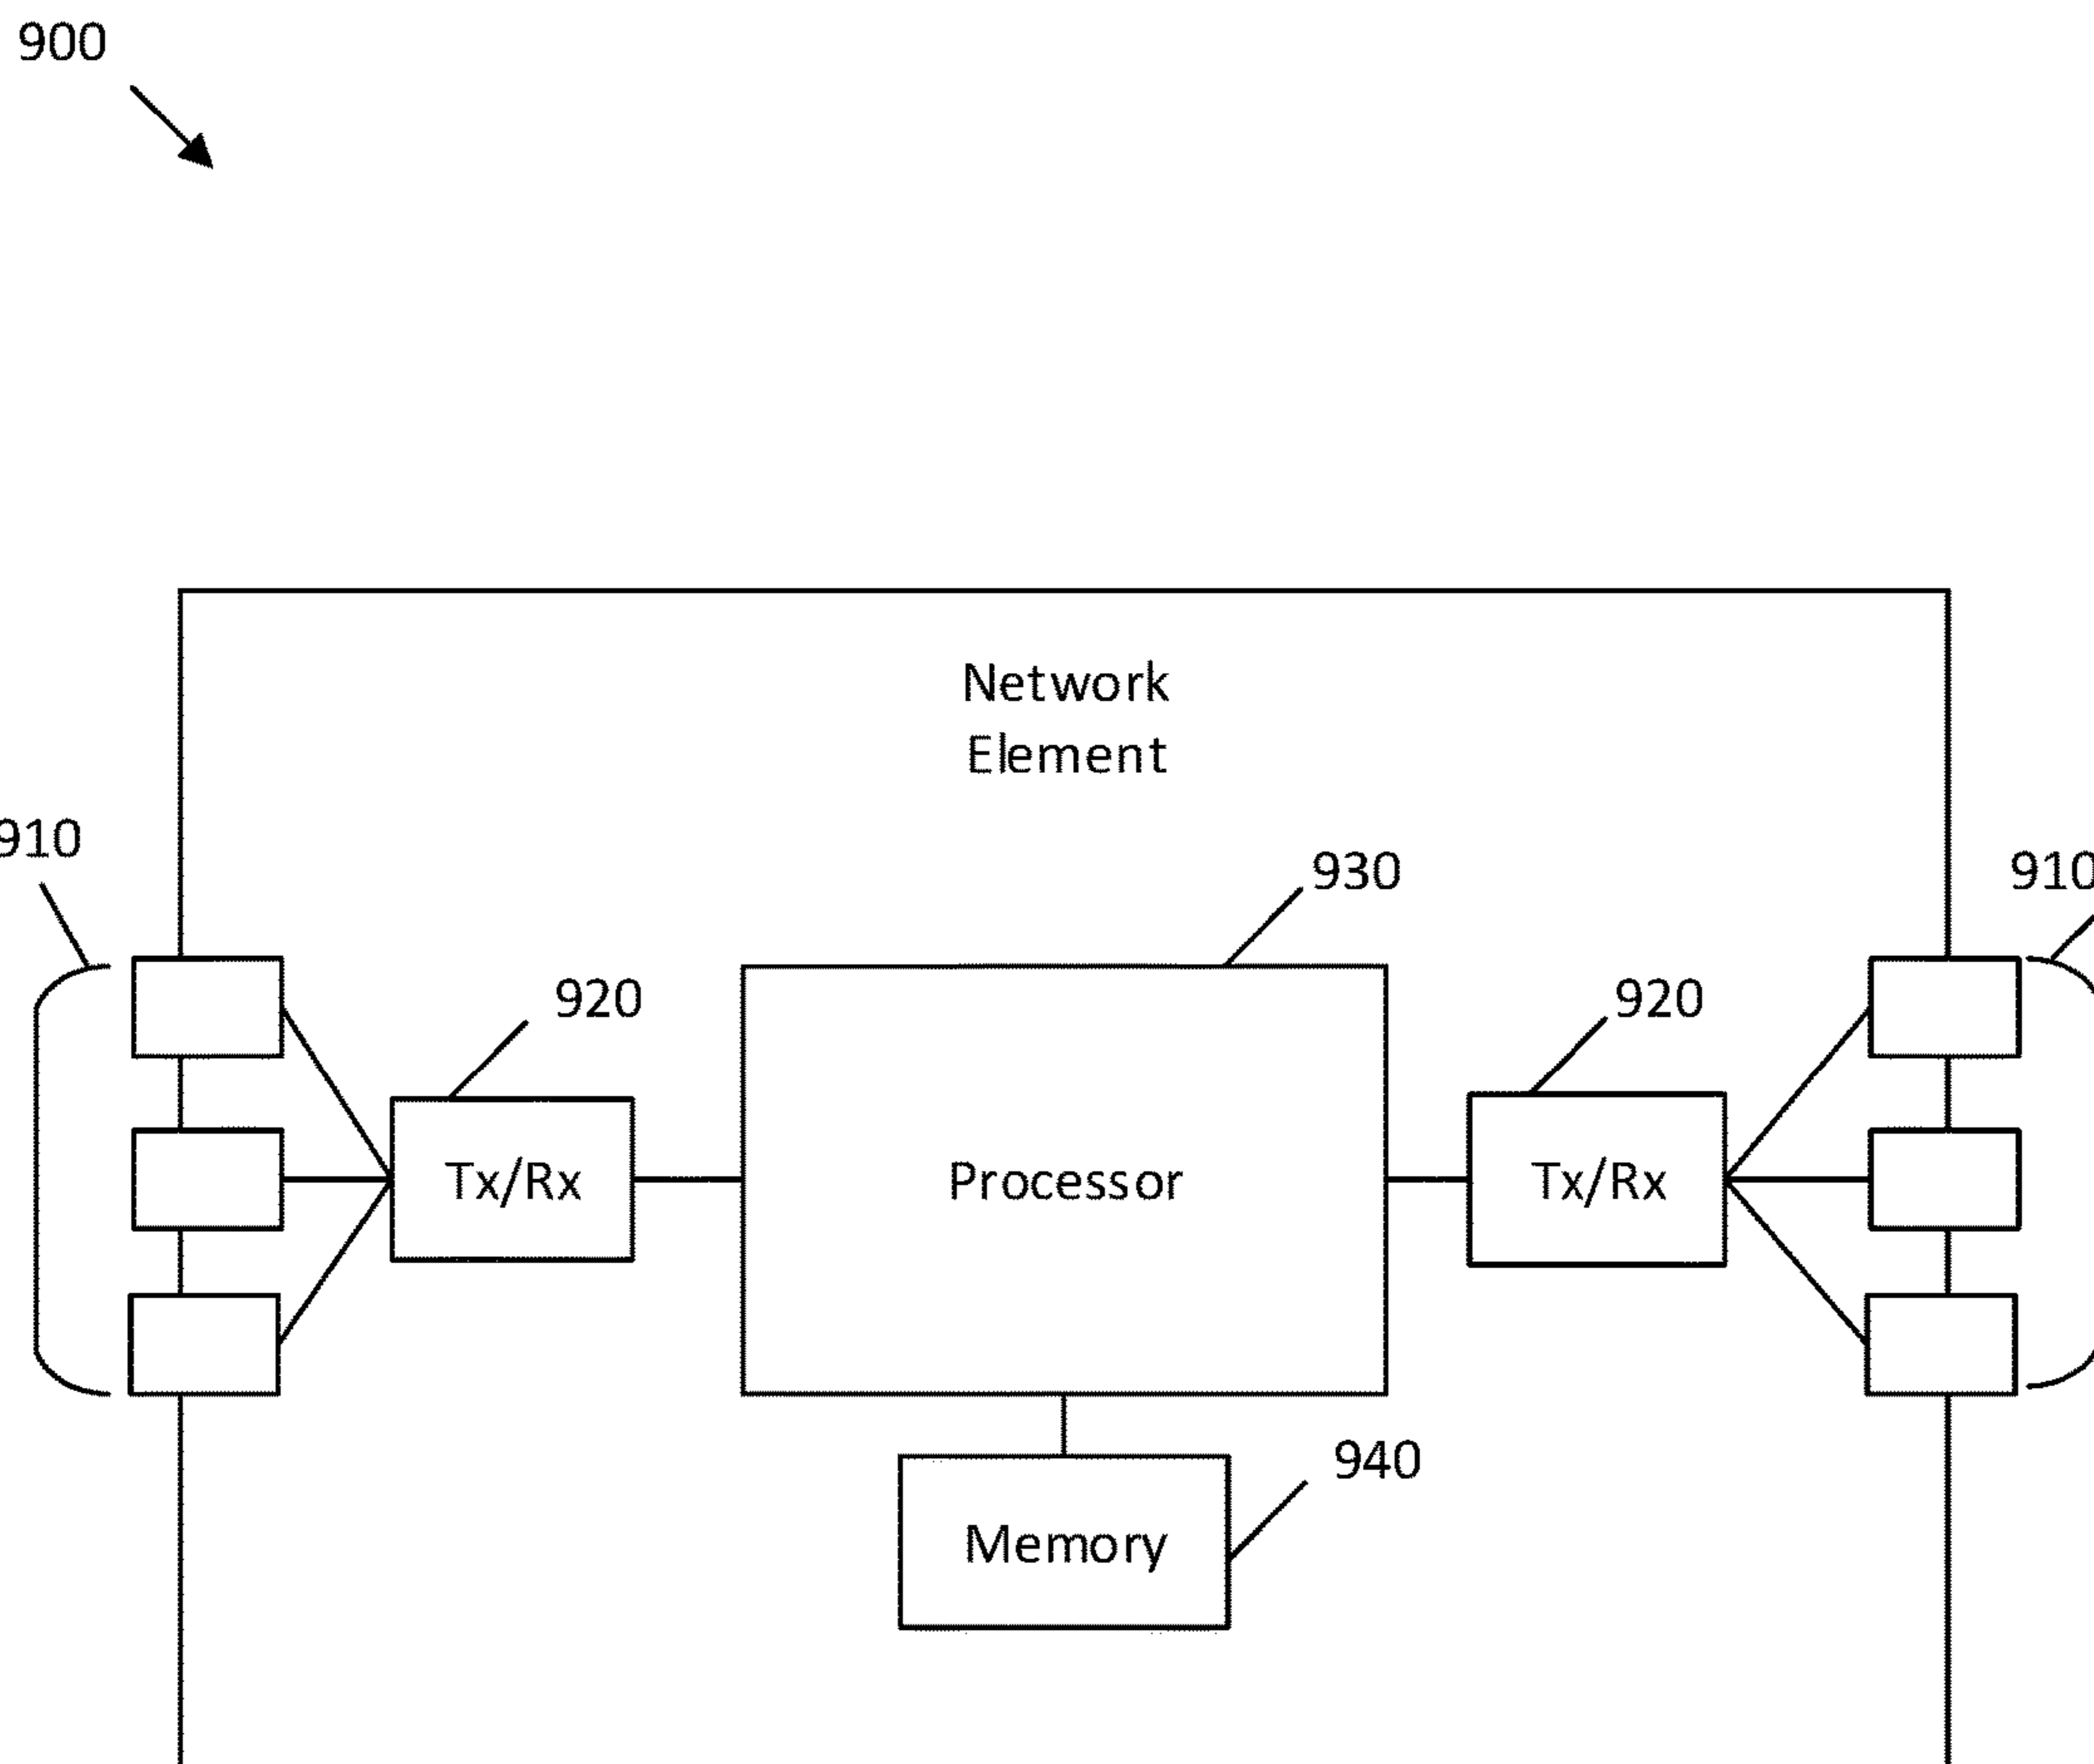 900
Network
Element
910
930
910
920
920
Tx/Rx
Processor
Tx/Rx
940
Memory